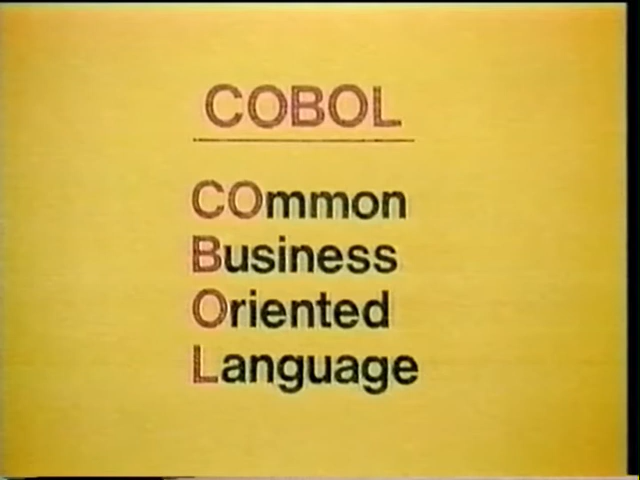 COBOL
COmmon
Business
Oriented
Language